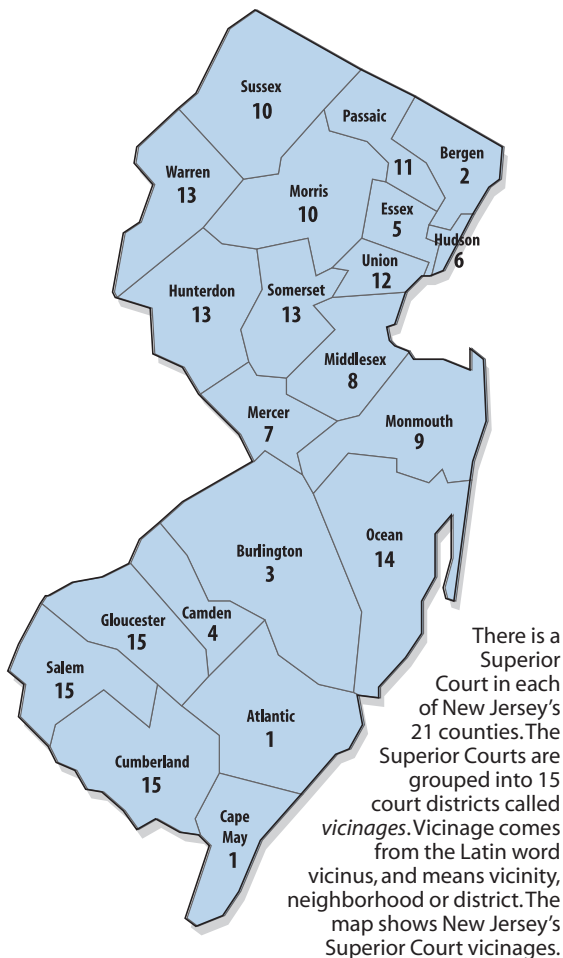 Sussex
10
Passaic
11
Bergen
2
Warren
13
Morris
10
Essex
5
Hudson
6
Union
12
Hunterdon
13
Somerset
13
Middlesex
8
Mercer
7
Monmouth
9
Ocean
14
Burlington
3
Camden
4
Gloucester
15
Salem
15
Atlantic
1
Cumberland
15
Cape
May
1
There is a
Superior
Court in each
of New Jersey's
21 counties. The
Superior Courts are
grouped into 15
court districts called
vicinages. Vicinage comes
from the Latin word
vicinus, and means vicinity,
neighborhood or district. The
map shows New Jersey's
Superior Court vicinages.